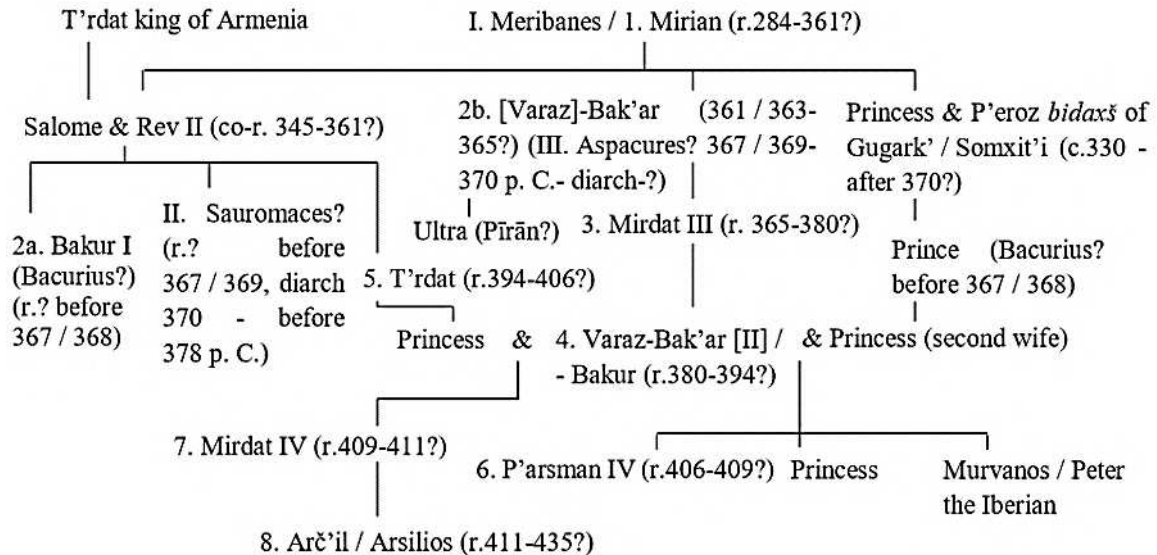 T'rdat king of Armenia
I. Meribanes / 1. Mirian (r.284-361?)
Salome & Rev II (co-r. 345-361?)
2b. [Varaz]-Bak'ar (361 / 363-
365?) (III. Aspacures? 367 / 369-
370 p. C.- diarch-?)
Princess & P'eroz bidaxš of
Gugark' / Somxit'i (c.330 -
after 370?)
2a. Bakur I
(Bacurius?)
(r.? before
367 / 368)
II. Sauromaces?
(r.? before
367 / 369, diarch
370 - before
378 p. C.)
5. T'rdat (r.394-406?)
Ultra (Pīrān?)
3. Mirdat III (r. 365-380?)
Prince (Bacurius?
before 367 / 368)
Princess & 4. Varaz-Bak'ar [II] / & Princess (second wife)
- Bakur (r.380-394?)
7. Mirdat IV (r.409-411?)
6. P'arsman IV (r.406-409?)
Princess
Murvanos / Peter
the Iberian
8. Arč'il / Arsilios (r.411-435?)